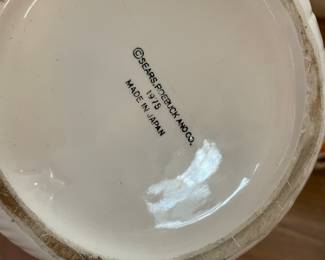 ©SEARS, ROEBUCK AND CO.
1978
MADE IN JAPAN